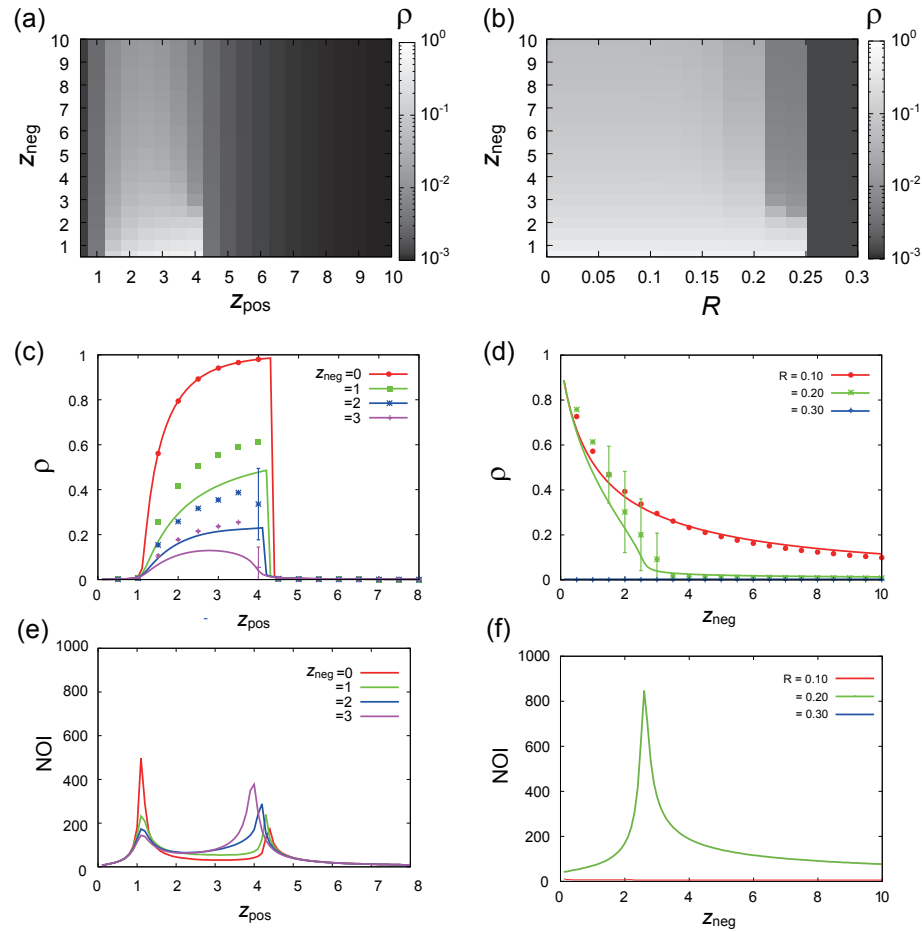 (a)
ρ
10
9
8
7
6
5
4
3
2
1
z_neg
1 2 3 4 5 6 7 8 9 10
z_pos
10^0
10^-1
10^-2
10^-3
(b)
ρ
10
9
8
7
6
5
4
3
2
1
z_neg
0 0.05 0.1 0.15 0.2 0.25 0.3
R
10^0
10^-1
10^-2
10^-3
(c)
1
0.8
0.6
0.4
0.2
0
ρ
z_neg =0
=1
=2
=3
0 1 2 3 4 5 6 7 8
z_pos
(d)
1
0.8
0.6
0.4
0.2
0
ρ
R = 0.10
= 0.20
= 0.30
0 2 4 6 8 10
z_neg
(e)
1000
800
600
400
200
0
NOI
z_neg =0
=1
=2
=3
0 1 2 3 4 5 6 7 8
z_pos
(f)
1000
800
600
400
200
0
NOI
R = 0.10
= 0.20
= 0.30
0 2 4 6 8 10
z_neg